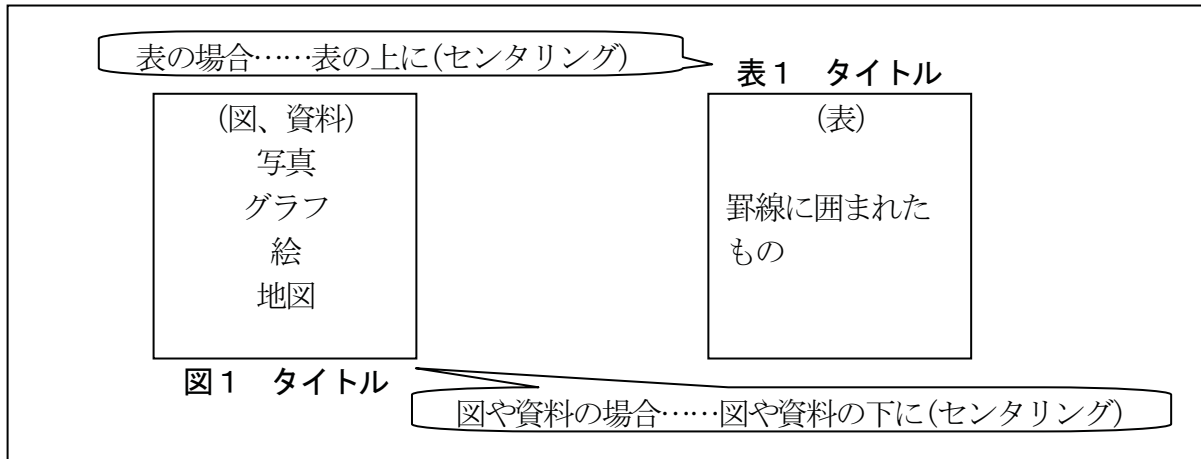 表の場合……表の上に(センタリング)
表１　タイトル
(図、資料)
写真
グラフ
絵
地図
(表)
罫線に囲まれた
もの
図１　タイトル
図や資料の場合……図や資料の下に(センタリング)